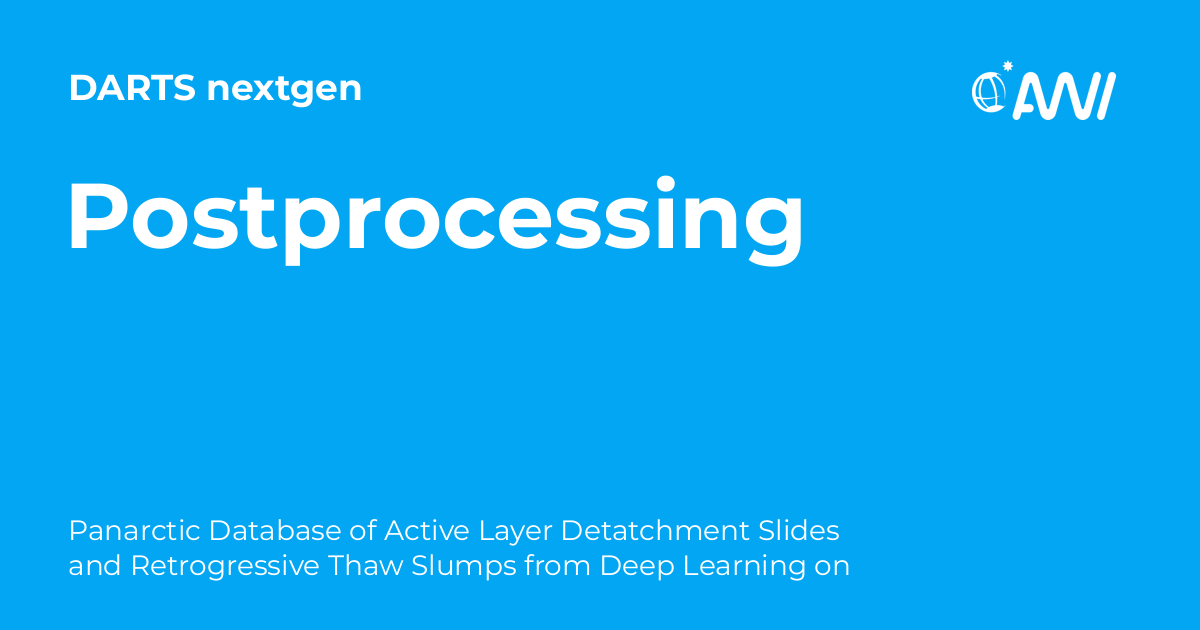 DARTS nextgen
AWI
Postprocessing
Panarctic Database of Active Layer Detatchment Slides
and Retrogressive Thaw Slumps from Deep Learning on